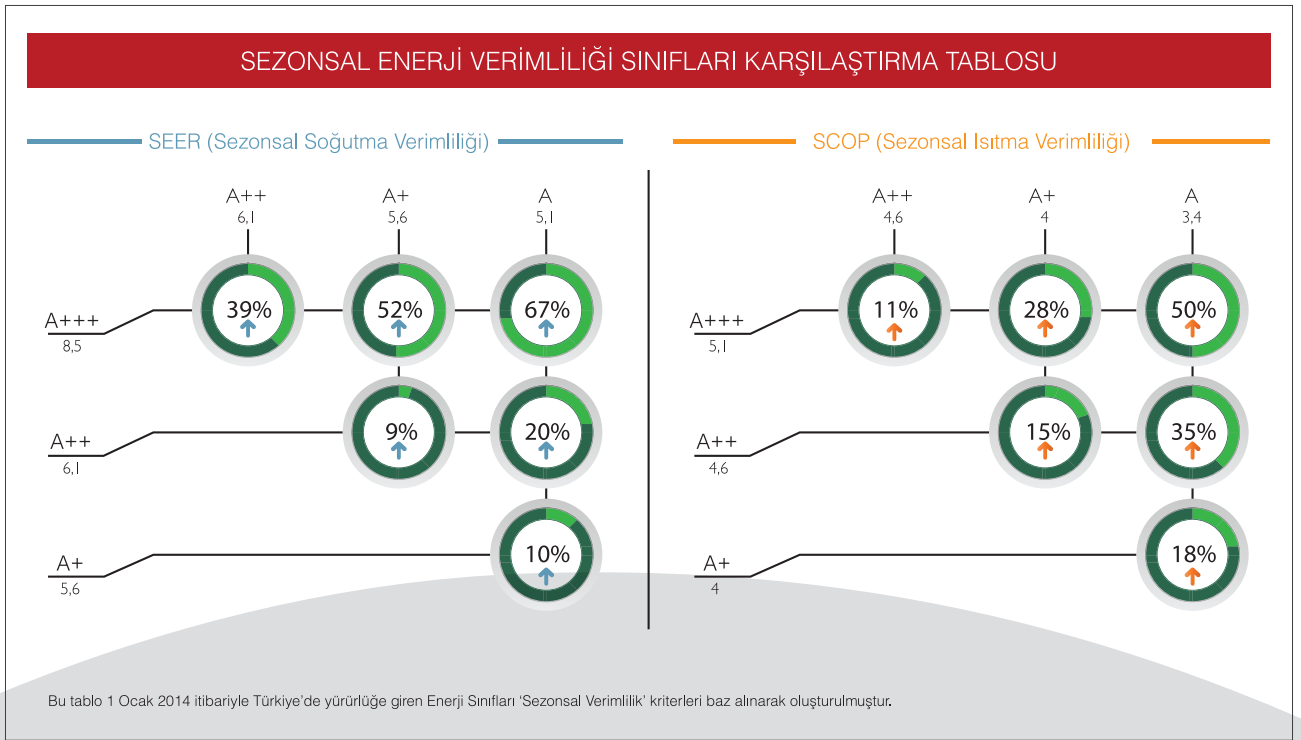 SEZONSAL ENERJİ VERİMLİLİĞİ SINIFLARI KARŞILAŞTIRMA TABLOSU
SEER (Sezonsal Soğutma Verimliliği)
A++ A+ A
6,1 5,6 5,1
A+++ 39% 52% 67%
8,5
A++ 9% 20%
6,1
A+ 10%
5,6
SCOP (Sezonsal Isıtma Verimliliği)
A++ A+ A
4,6 4 3,4
A+++ 11% 28% 50%
5,1
A++ 15% 35%
4,6
A+ 18%
4
Bu tablo 1 Ocak 2014 itibariyle Türkiye’de yürürlüğe giren Enerji Sınıfları ‘Sezonsal Verimlilik’ kriterleri baz alınarak oluşturulmuştur.